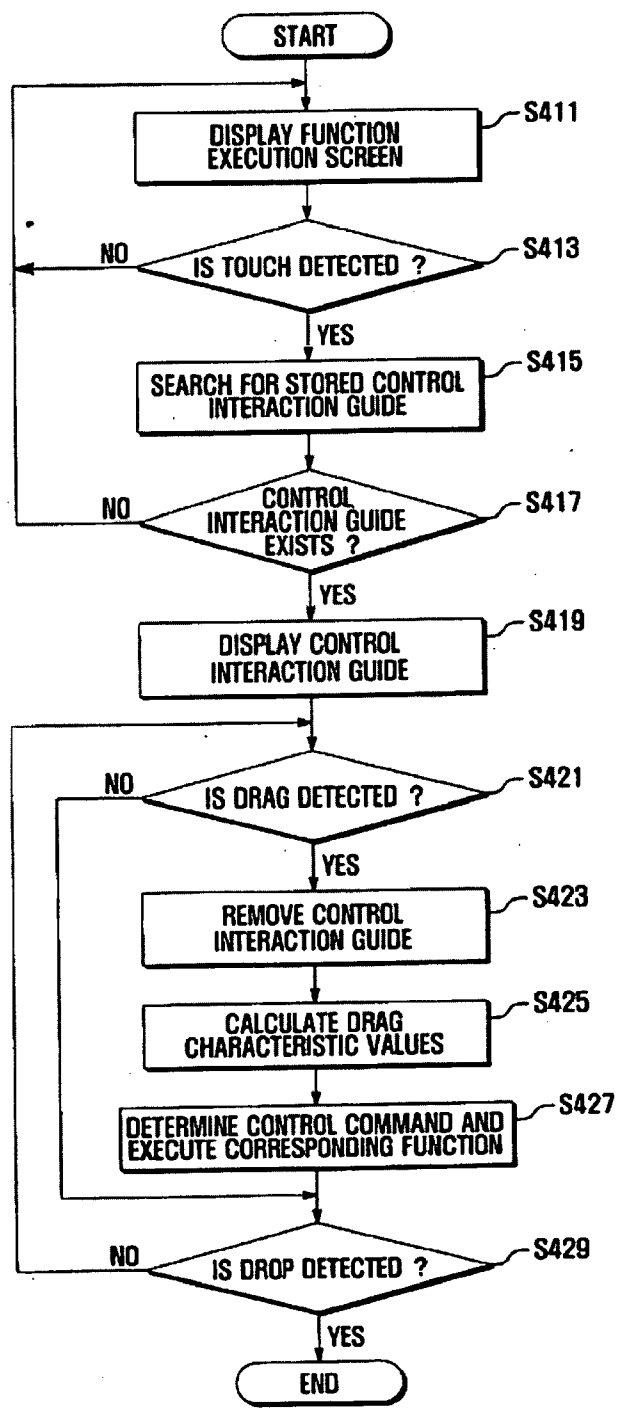 START
DISPLAY FUNCTION
EXECUTION SCREEN
S411
IS TOUCH DETECTED ?
S413
NO
YES
SEARCH FOR STORED CONTROL
INTERACTION GUIDE
S415
CONTROL
INTERACTION GUIDE
EXISTS ?
S417
NO
YES
DISPLAY CONTROL
INTERACTION GUIDE
S419
IS DRAG DETECTED ?
S421
NO
YES
REMOVE CONTROL
INTERACTION GUIDE
S423
CALCULATE DRAG
CHARACTERISTIC VALUES
S425
DETERMINE CONTROL COMMAND AND
EXECUTE CORRESPONDING FUNCTION
S427
IS DROP DETECTED ?
S429
NO
YES
END